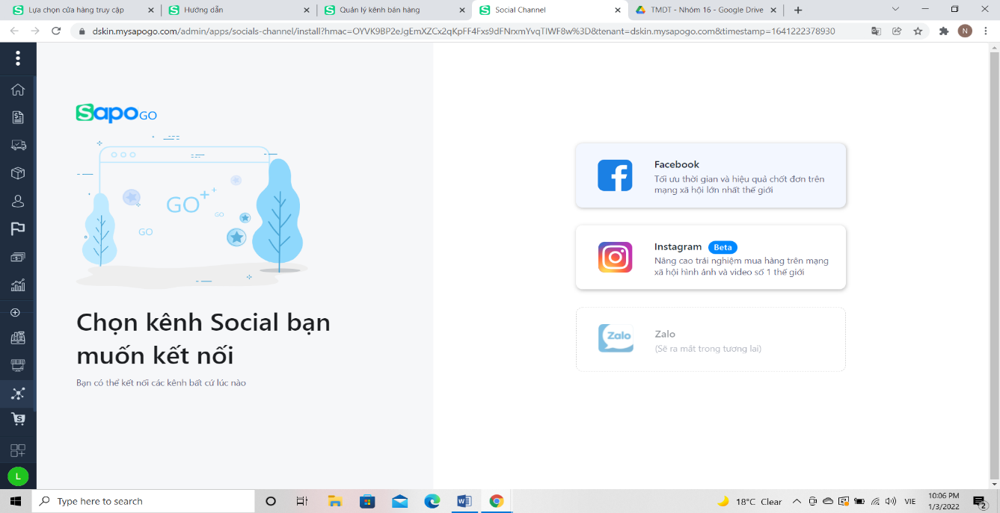 Lựa chọn cửa hàng truy cập
Hướng dẫn
Quản lý kênh bán hàng
Social Channel
TMDT - Nhóm 16 - Google Drive
dskin.mysapogo.com/admin/apps/socials-channel/install?hmac=OYVK9BP2eJgEmXZCx2qKpFF4Fxs9dFNrxmYvqTIWF8w%3D&tenant=dskin.mysapogo.com&timestamp=1641222378930
N
Sapo GO
GO
GO
GO
Chọn kênh Social bạn
muốn kết nối
Bạn có thể kết nối các kênh bất cứ lúc nào
Facebook
Tối ưu thời gian và hiệu quả chốt đơn trên
mạng xã hội lớn nhất thế giới
Instagram Beta
Nâng cao trải nghiệm mua hàng trên mạng
xã hội hình ảnh và video số 1 thế giới
Zalo
Zalo
(Sẽ ra mắt trong tương lai)
L
Type here to search
18°C Clear
VIE
10:06 PM
1/3/2022
2